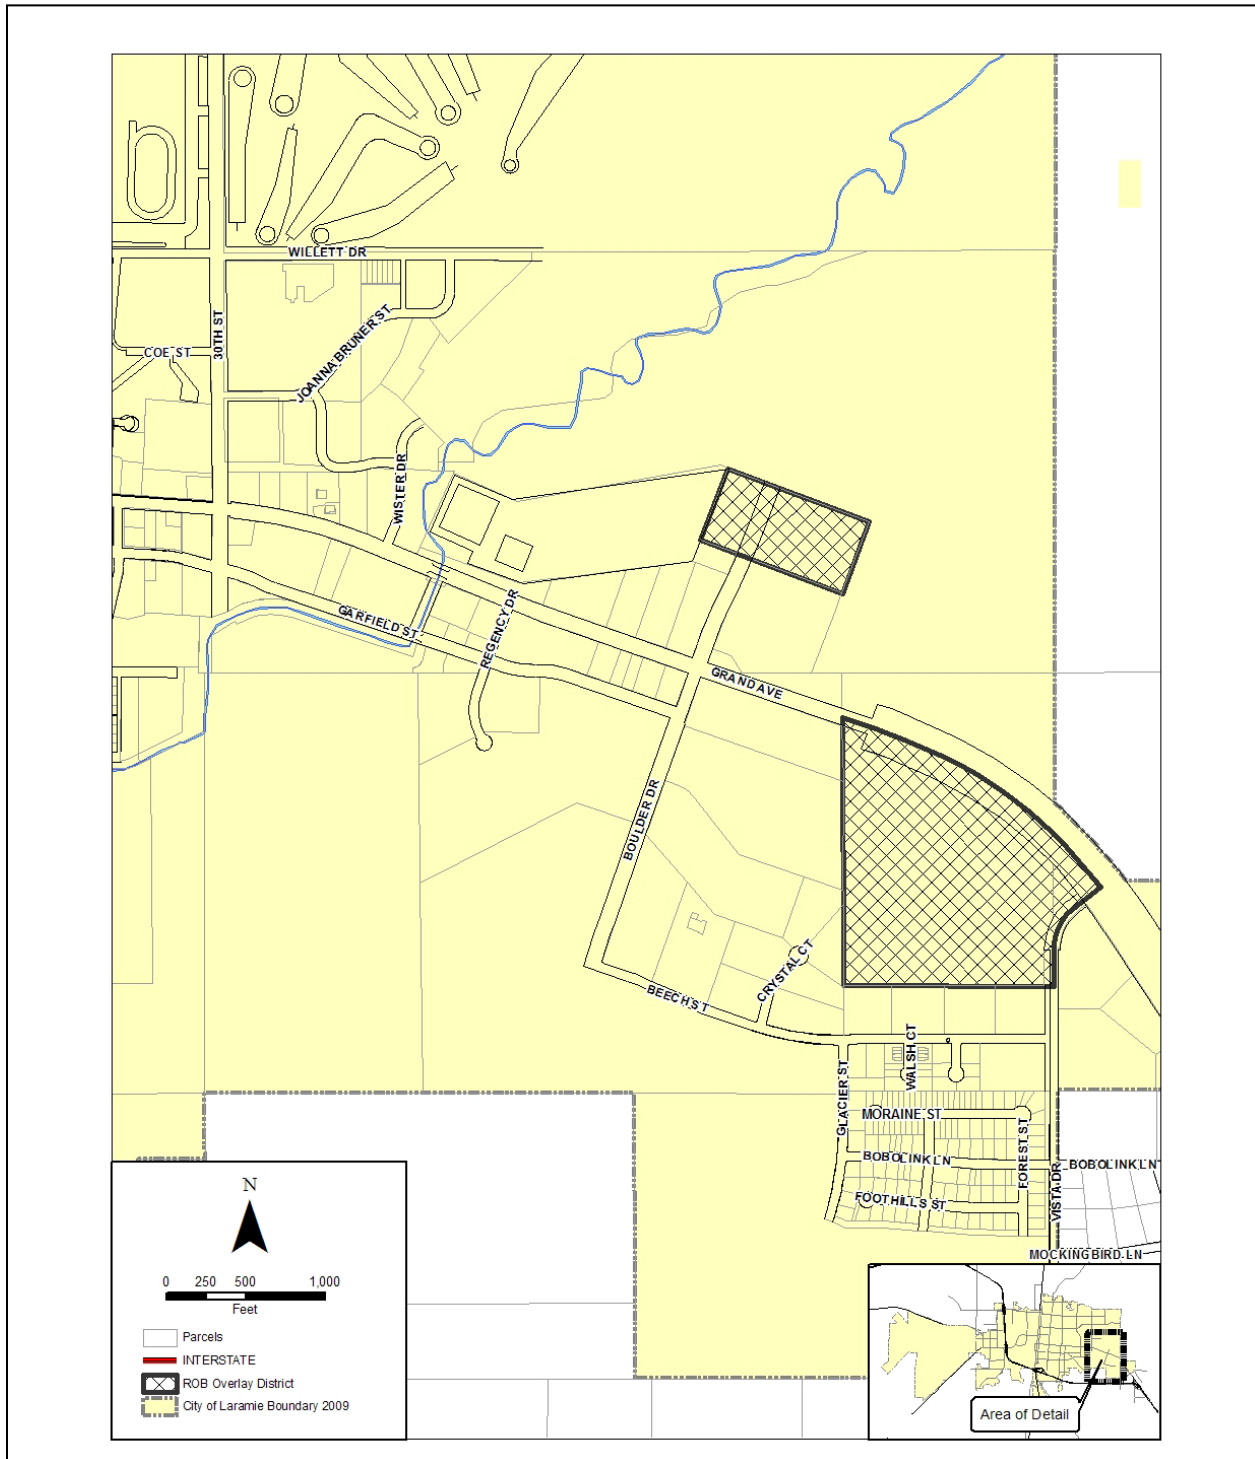 WILLETT DR
30TH ST
JOANNA BRUNER ST
COE ST
WISTER DR
GARFIELD ST
REGENCY DR
GRAND AVE
BOULDER DR
CRYSTAL CT
BEECH ST
WALSH CT
GLACIER ST
MORAINE ST
FOREST ST
BOBOLINK LN
BOBOLINK LN
VISTA DR
FOOTHILLS ST
MOCKINGBIRD LN
N
0 250 500 1,000
Feet
Parcels
INTERSTATE
ROB Overlay District
City of Laramie Boundary 2009
Area of Detail